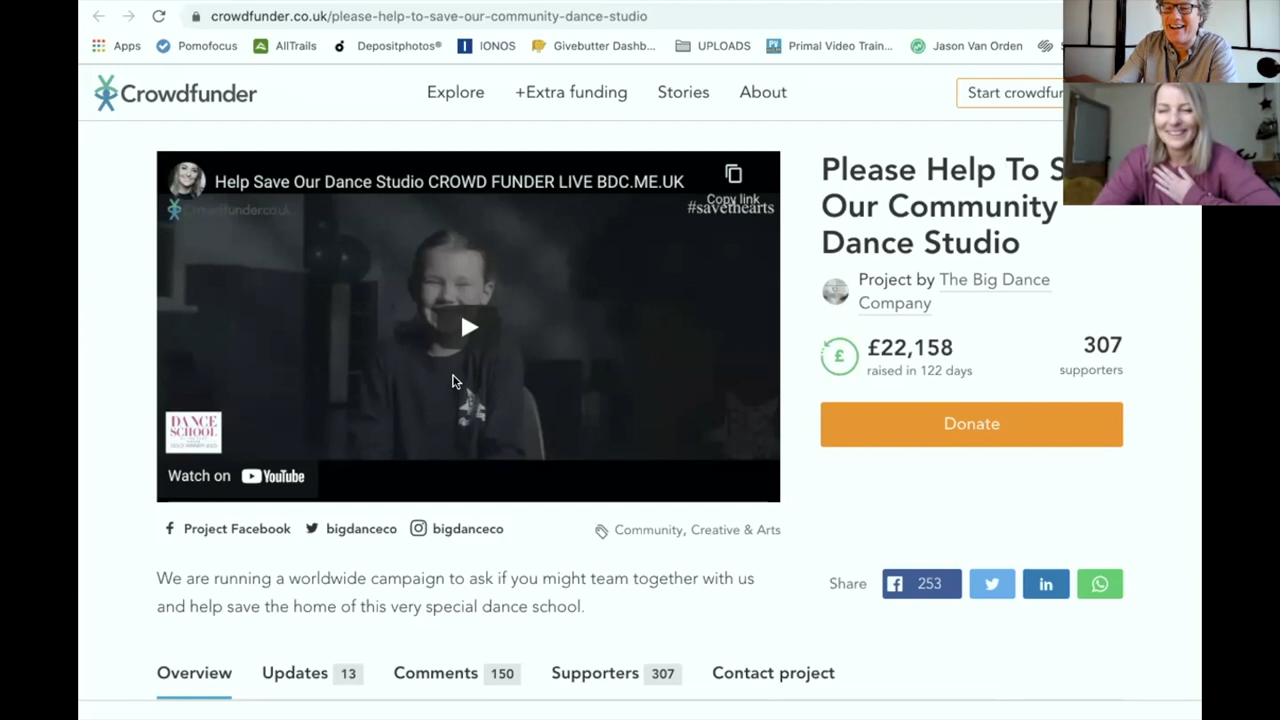 crowdfunder.co.uk/please-help-to-save-our-community-dance-studio
Apps Pomofocus AllTrails Depositphotos® IONOS Givebutter Dashb... UPLOADS Primal Video Train... Jason Van Orden
Crowdfunder Explore +Extra funding Stories About Start crowdfu
Help Save Our Dance Studio CROWD FUNDER LIVE BDC.ME.UK
Copy link
Crowdfunder.co.uk
#savethearts
DANCE
SCHOOL
Watch on YouTube
Please Help To S
Our Community
Dance Studio
Project by The Big Dance
Company
£22,158
raised in 122 days
307
supporters
Donate
Project Facebook bigdanceco bigdanceco
Community, Creative & Arts
We are running a worldwide campaign to ask if you might team together with us
and help save the home of this very special dance school.
Share 253
Overview Updates 13 Comments 150 Supporters 307 Contact project